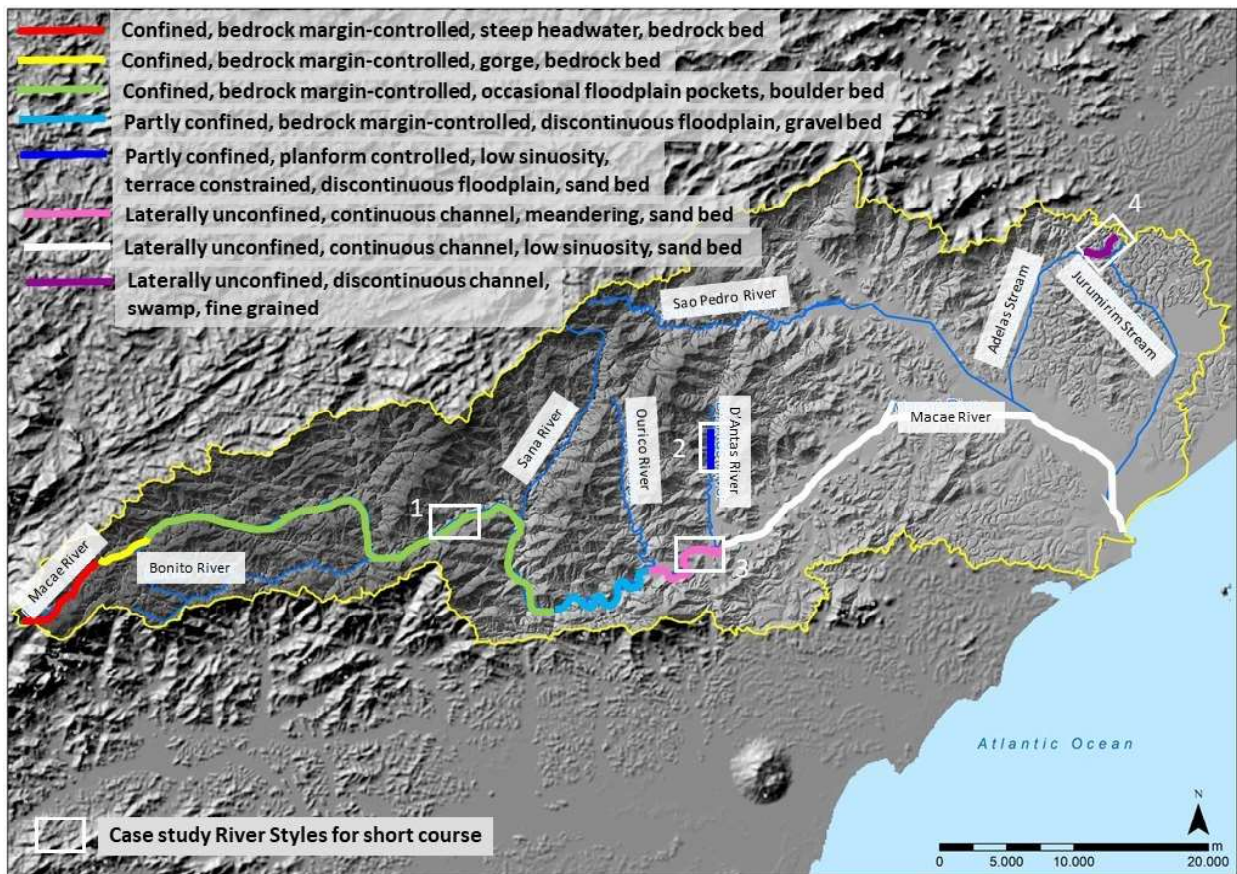 Confined, bedrock margin-controlled, steep headwater, bedrock bed
Confined, bedrock margin-controlled, gorge, bedrock bed
Confined, bedrock margin-controlled, occasional floodplain pockets, boulder bed
Partly confined, bedrock margin-controlled, discontinuous floodplain, gravel bed
Partly confined, planform controlled, low sinuosity,
terrace constrained, discontinuous floodplain, sand bed
Laterally unconfined, continuous channel, meandering, sand bed
Laterally unconfined, continuous channel, low sinuosity, sand bed
Laterally unconfined, discontinuous channel,
swamp, fine grained
4
Sao Pedro River
Adelas Stream
Jurumirim Stream
Sana River
Ourico River
D'Antas River
2
Macae River
1
3
Macae River
Bonito River
Atlantic Ocean
Case study River Styles for short course
N
m
0 5.000 10.000 20.000